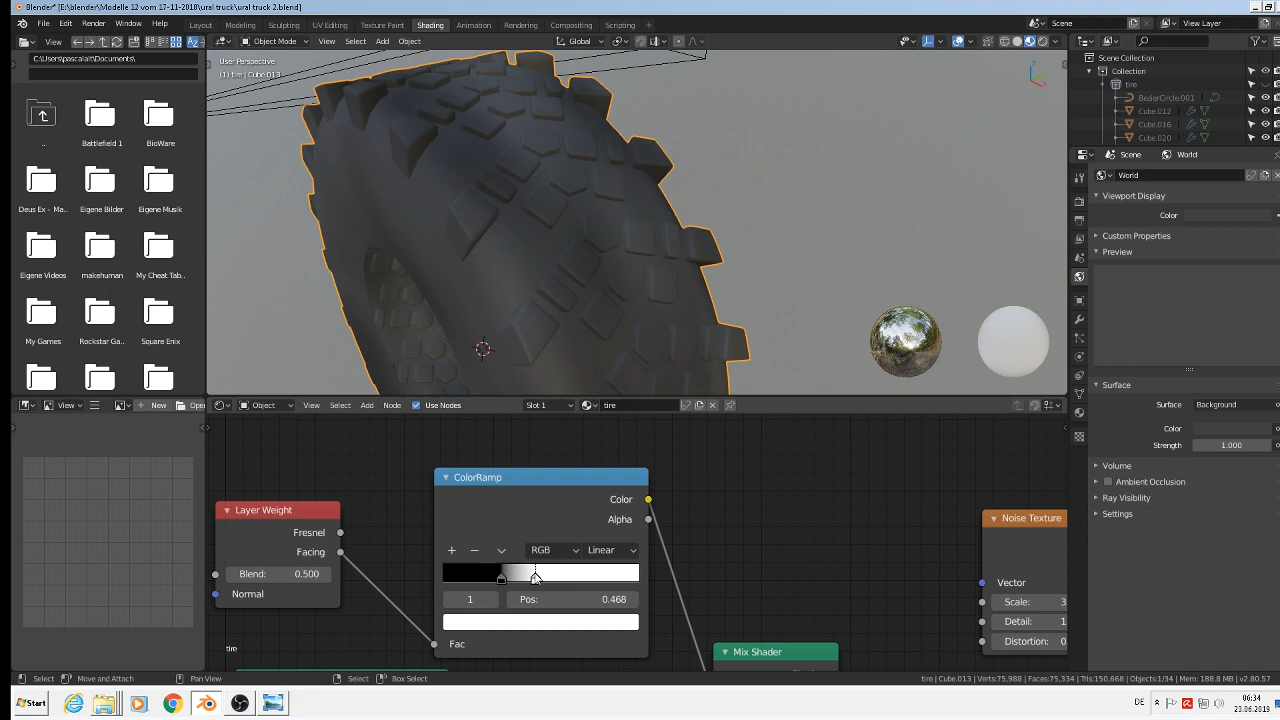 Blender* [E:\blender\Modelle 12 vom 17-11-2018\ural truck\ural truck 2.blend]
File Edit Render Window Help Layout Modeling Sculpting UV Editing Texture Paint Shading Animation Rendering Compositing Scripting Scene View Layer
View Object Mode View Select Add Object Global
C:\Users\pascalalt\Documents\
User Perspective
(1) tire | Cube.013
Scene Collection
Collection
tire
BezierCircle.001
Cube.012
Cube.016
Cube.020
.. Battlefield 1 BioWare
Deus Ex - Ma... Eigene Bilder Eigene Musik
Eigene Videos makehuman My Cheat Tab...
My Games Rockstar Ga... Square Enix
Scene World
World
Viewport Display
Color
Custom Properties
Preview
Surface
Surface Background
Color
Strength 1.000
Volume
Ambient Occlusion
Ray Visibility
Settings
View New Open
Object View Select Add Node Use Nodes Slot 1 tire
Layer Weight
Fresnel
Facing
Blend: 0.500
Normal
ColorRamp
Color
Alpha
RGB Linear
1 Pos: 0.468
Fac
Noise Texture
Vector
Scale: 3
Detail: 1
Distortion: 0
tire
Mix Shader
Select Move and Attach Pan View Select Box Select tire | Cube.013 | Verts:75,988 | Faces:75,334 | Tris:150,668 | Objects:1/34 | Mem: 188.8 MB | v2.80.57
Start DE 06:34
23.06.2019